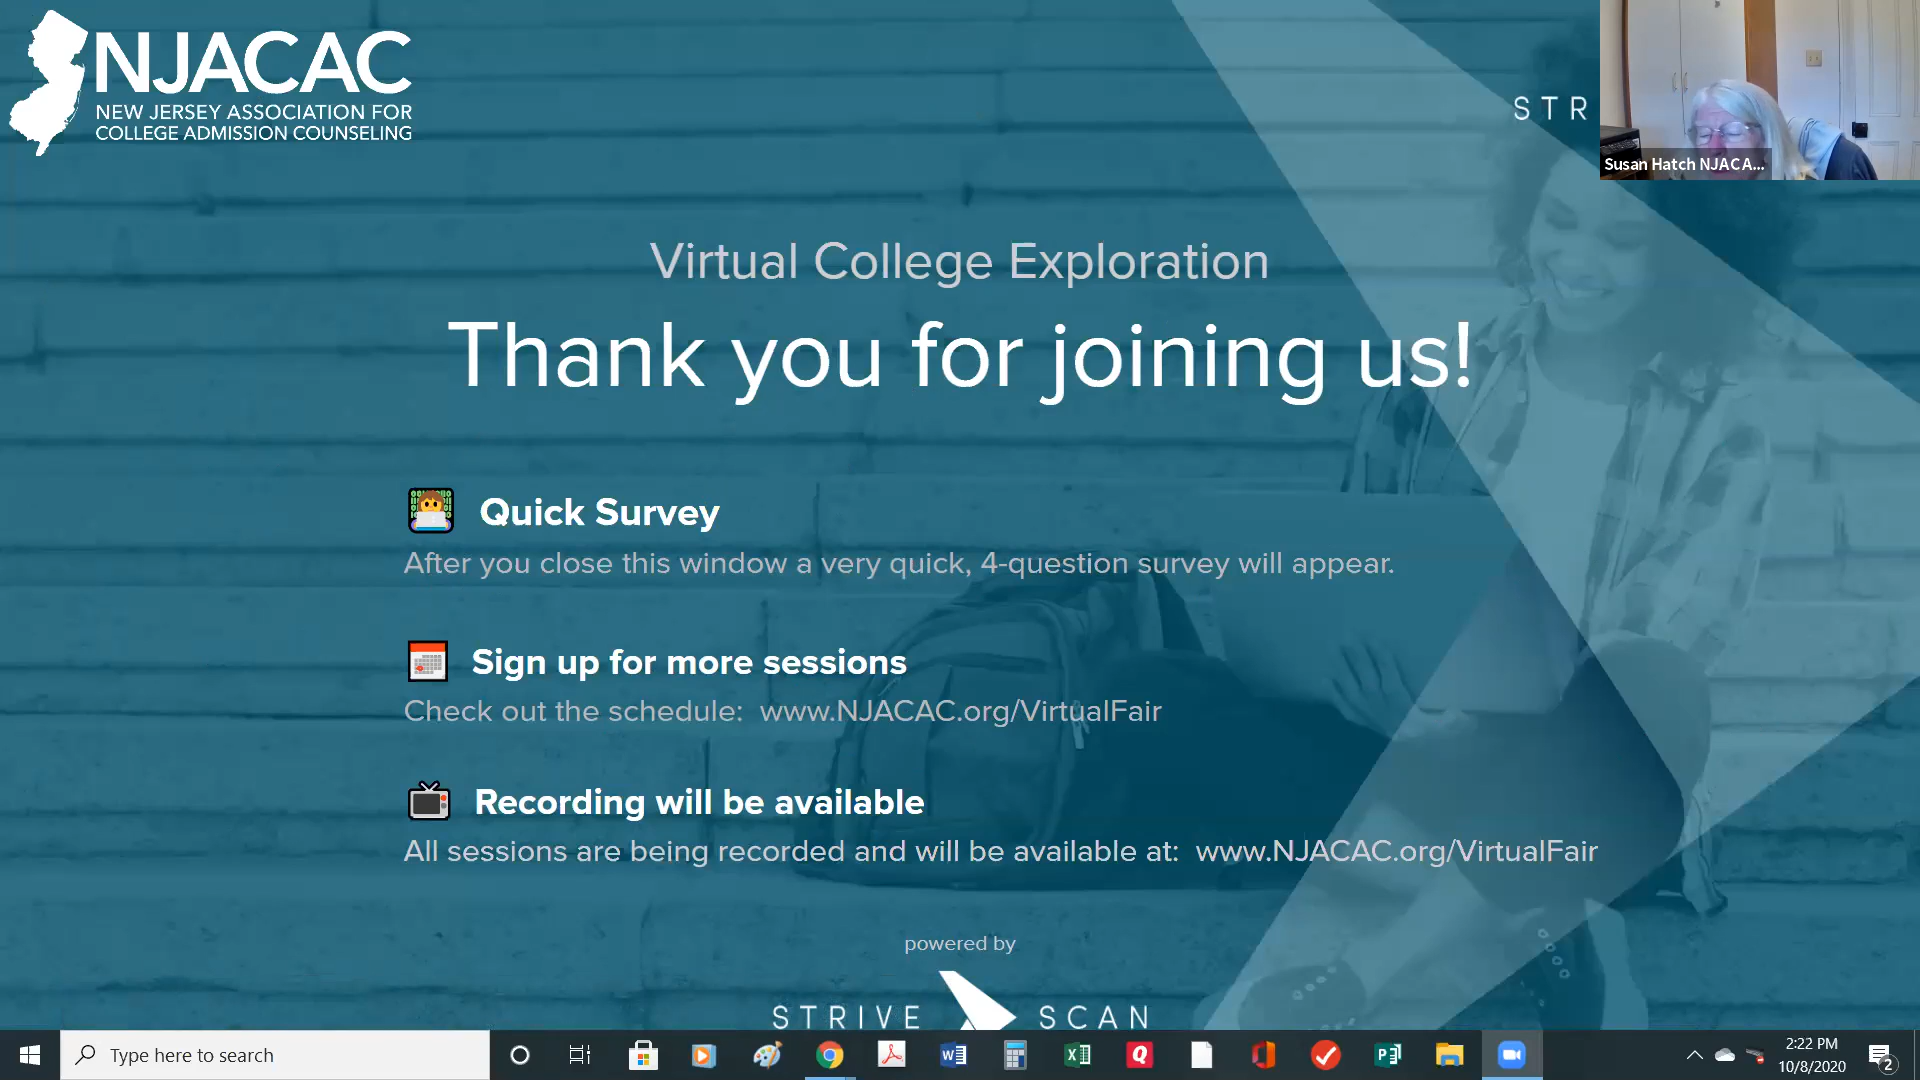 NJACAC
NEW JERSEY ASSOCIATION FOR
COLLEGE ADMISSION COUNSELING
STR
Susan Hatch NJACA...
Virtual College Exploration
Thank you for joining us!
Quick Survey
After you close this window a very quick, 4-question survey will appear.
Sign up for more sessions
Check out the schedule: www.NJACAC.org/VirtualFair
Recording will be available
All sessions are being recorded and will be available at: www.NJACAC.org/VirtualFair
powered by
STRIVE SCAN
Type here to search
2:22 PM
10/8/2020
2